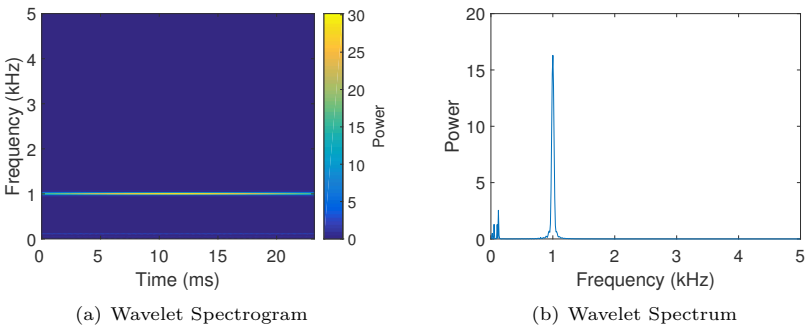 5
4
3
2
1
0
Frequency (kHz)
0 5 10 15 20
Time (ms)
30
25
20
15
10
5
0
Power
(a) Wavelet Spectrogram
20
15
10
5
0
Power
0 1 2 3 4 5
Frequency (kHz)
(b) Wavelet Spectrum